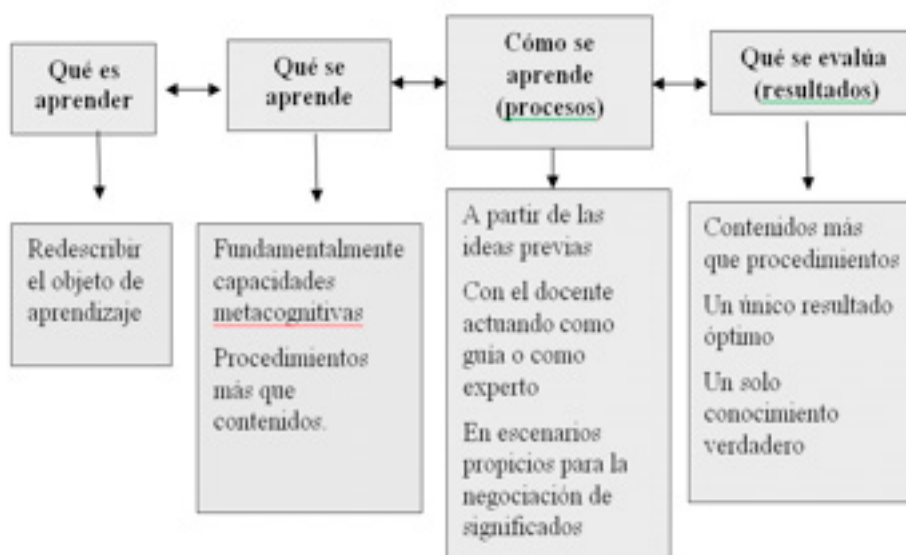 Qué es
aprender
Qué se
aprende
Cómo se
aprende
(procesos)
Qué se evalúa
(resultados)
Redescribir
el objeto de
aprendizaje
Fundamentalmente
capacidades
metacognitivas
Procedimientos
más que
contenidos.
A partir de las
ideas previas
Con el docente
actuando como
guía o como
experto
En escenarios
propicios para la
negociación de
significados
Contenidos más
que procedimientos
Un único resultado
óptimo
Un solo
conocimiento
verdadero